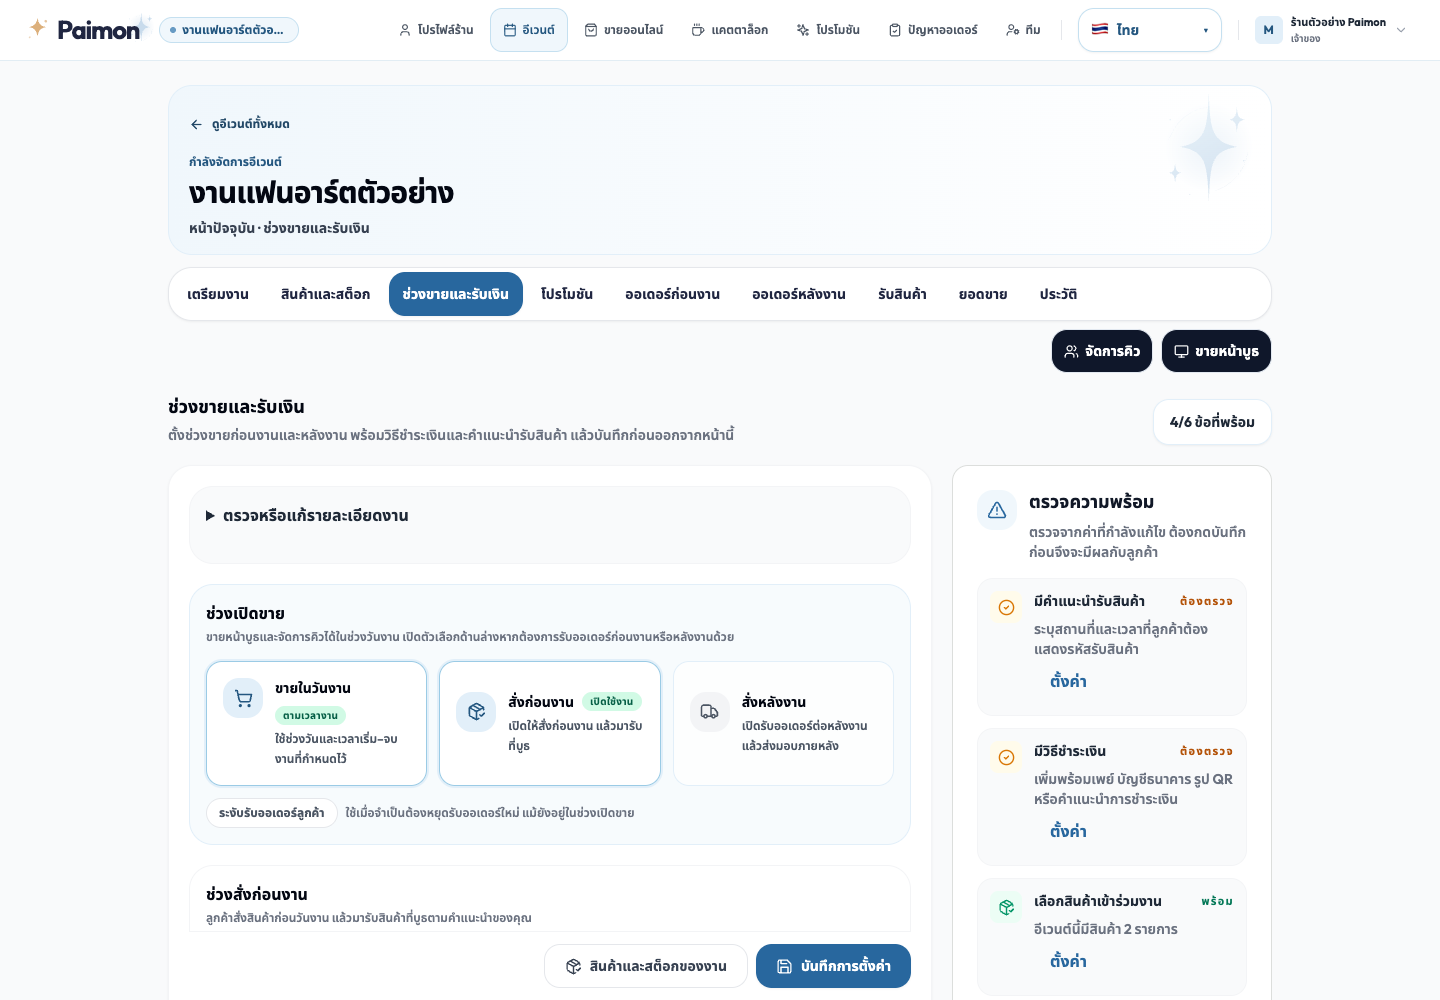 Paimon
งานแฟนอาร์ตตัวอ...
โปรไฟล์ร้าน
อีเวนต์
ขายออนไลน์
แคตตาล็อก
โปรโมชัน
ปัญหาออเดอร์
ทีม
ไทย
M
ร้านตัวอย่าง Paimon
เจ้าของ
ดูอีเวนต์ทั้งหมด
กำลังจัดการอีเวนต์
งานแฟนอาร์ตตัวอย่าง
หน้าปัจจุบัน · ช่วงขายและรับเงิน
เตรียมงาน
สินค้าและสต็อก
ช่วงขายและรับเงิน
โปรโมชัน
ออเดอร์ก่อนงาน
ออเดอร์หลังงาน
รับสินค้า
ยอดขาย
ประวัติ
จัดการคิว
ขายหน้าบูธ
ช่วงขายและรับเงิน
ตั้งช่วงขายก่อนงานและหลังงาน พร้อมวิธีชำระเงินและคำแนะนำรับสินค้า แล้วบันทึกก่อนออกจากหน้านี้
4/6 ข้อที่พร้อม
ตรวจหรือแก้รายละเอียดงาน
ช่วงเปิดขาย
ขายหน้าบูธและจัดการคิวได้ในช่วงวันงาน เปิดตัวเลือกด้านล่างหากต้องการรับออเดอร์ก่อนงานหรือหลังงานด้วย
ขายในวันงาน
ตามเวลางาน
ใช้ช่วงวันและเวลาเริ่ม–จบ
งานที่กำหนดไว้
สั่งก่อนงาน
เปิดใช้งาน
เปิดให้สั่งก่อนงาน แล้วมารับ
ที่บูธ
สั่งหลังงาน
เปิดรับออเดอร์ต่อหลังงาน
แล้วส่งมอบภายหลัง
ระงับรับออเดอร์ลูกค้า
ใช้เมื่อจำเป็นต้องหยุดรับออเดอร์ใหม่ แม้ยังอยู่ในช่วงเปิดขาย
ช่วงสั่งก่อนงาน
ลูกค้าสั่งสินค้าก่อนวันงาน แล้วมารับสินค้าที่บูธตามคำแนะนำของคุณ
สินค้าและสต็อกของงาน
บันทึกการตั้งค่า
ตรวจความพร้อม
ตรวจจากค่าที่กำลังแก้ไข ต้องกดบันทึก
ก่อนจึงจะมีผลกับลูกค้า
มีคำแนะนำรับสินค้า
ต้องตรวจ
ระบุสถานที่และเวลาที่ลูกค้าต้อง
แสดงรหัสรับสินค้า
ตั้งค่า
มีวิธีชำระเงิน
ต้องตรวจ
เพิ่มพร้อมเพย์ บัญชีธนาคาร รูป QR
หรือคำแนะนำการชำระเงิน
ตั้งค่า
เลือกสินค้าเข้าร่วมงาน
พร้อม
อีเวนต์นี้มีสินค้า 2 รายการ
ตั้งค่า